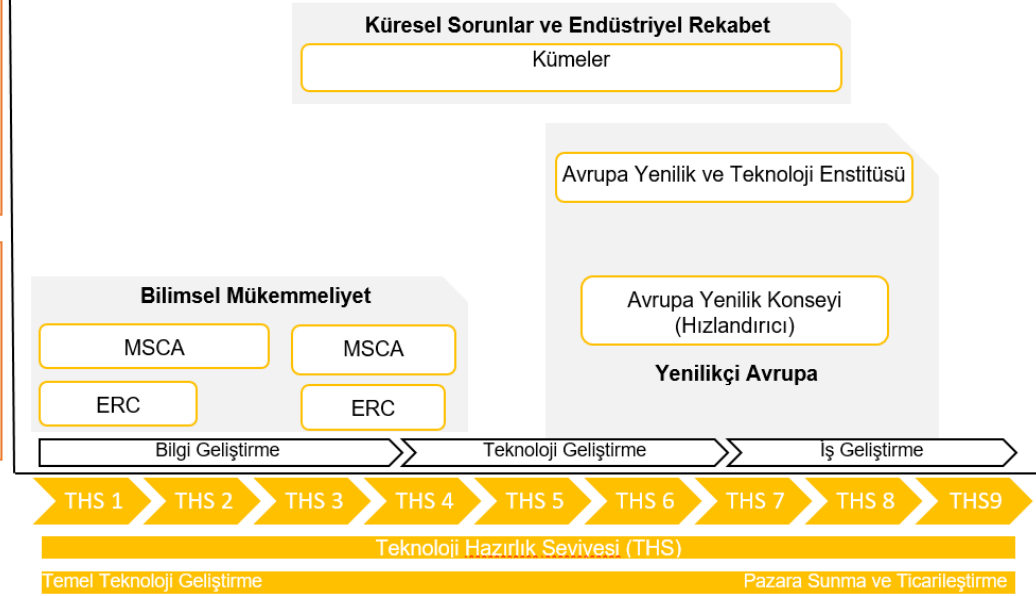 Küresel Sorunlar ve Endüstriyel Rekabet
Kümeler
Avrupa Yenilik ve Teknoloji Enstitüsü
Bilimsel Mükemmeliyet
MSCA
MSCA
ERC
ERC
Avrupa Yenilik Konseyi
(Hızlandırıcı)
Yenilikçi Avrupa
Bilgi Geliştirme
Teknoloji Geliştirme
İş Geliştirme
THS 1
THS 2
THS 3
THS 4
THS 5
THS 6
THS 7
THS 8
THS9
Teknoloji Hazırlık Seviyesi (THS)
Temel Teknoloji Geliştirme
Pazara Sunma ve Ticarileştirme